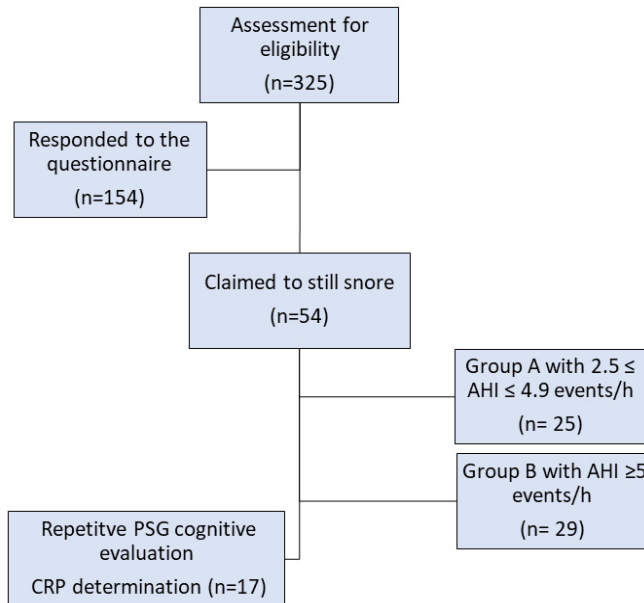 Assessment for
eligibility
(n=325)
Responded to the
questionnaire
(n=154)
Claimed to still snore
(n=54)
Group A with 2.5 ≤
AHI ≤ 4.9 events/h
(n= 25)
Group B with AHI ≥5
events/h
(n= 29)
Repetitve PSG cognitive
evaluation
CRP determination (n=17)